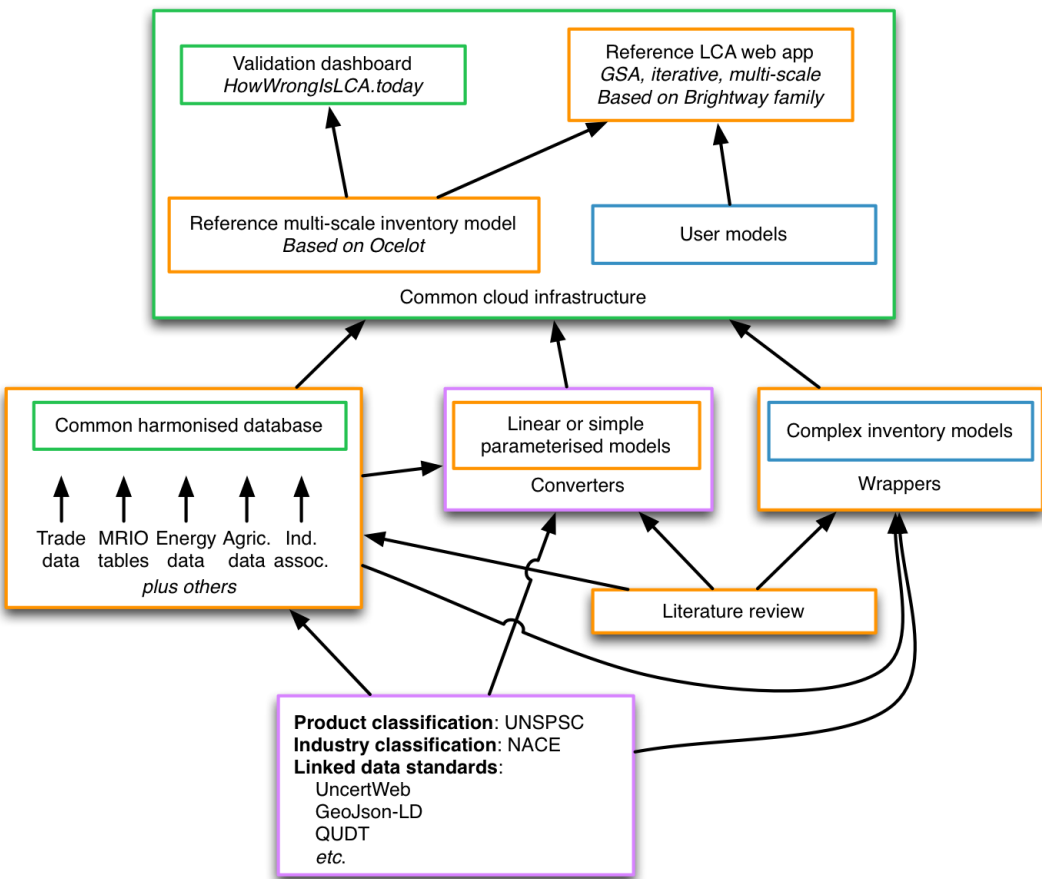 Validation dashboard
HowWrongIsLCA.today
Reference LCA web app
GSA, iterative, multi-scale
Based on Brightway family
Reference multi-scale inventory model
Based on Ocelot
User models
Common cloud infrastructure
Common harmonised database
Trade
data
MRIO
tables
Energy
data
Agric.
data
Ind.
assoc.
plus others
Linear or simple
parameterised models
Converters
Complex inventory models
Wrappers
Literature review
Product classification: UNSPSC
Industry classification: NACE
Linked data standards:
UncertWeb
GeoJson-LD
QUDT
etc.